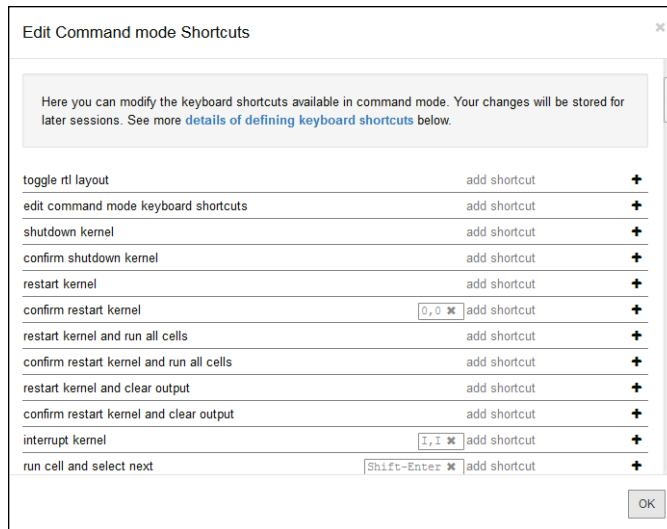 Edit Command mode Shortcuts
Here you can modify the keyboard shortcuts available in command mode. Your changes will be stored for
later sessions. See more details of defining keyboard shortcuts below.
toggle rtl layout add shortcut
edit command mode keyboard shortcuts add shortcut
shutdown kernel add shortcut
confirm shutdown kernel add shortcut
restart kernel add shortcut
confirm restart kernel 0,0 add shortcut
restart kernel and run all cells add shortcut
confirm restart kernel and run all cells add shortcut
restart kernel and clear output add shortcut
confirm restart kernel and clear output add shortcut
interrupt kernel I,I add shortcut
run cell and select next Shift-Enter add shortcut
OK